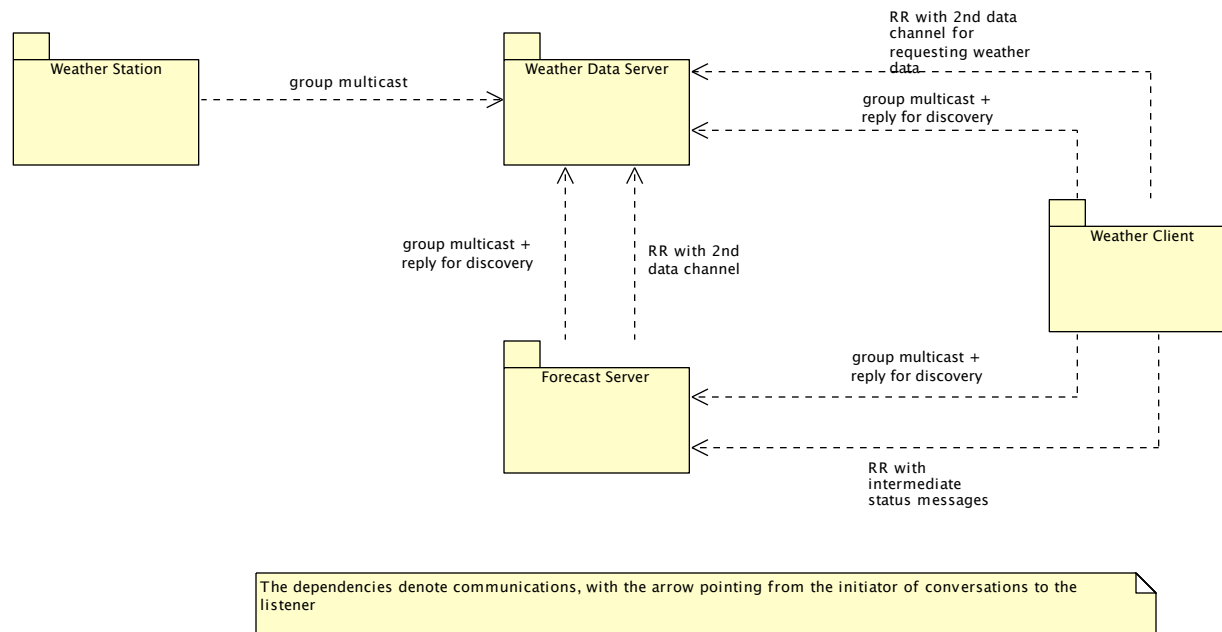 RR with 2nd data
channel for
requesting weather
data
Weather Station
Weather Data Server
group multicast
group multicast +
reply for discovery
group multicast +
reply for discovery
RR with 2nd
data channel
Weather Client
Forecast Server
group multicast +
reply for discovery
RR with
intermediate
status messages
The dependencies denote communications, with the arrow pointing from the initiator of conversations to the
listener